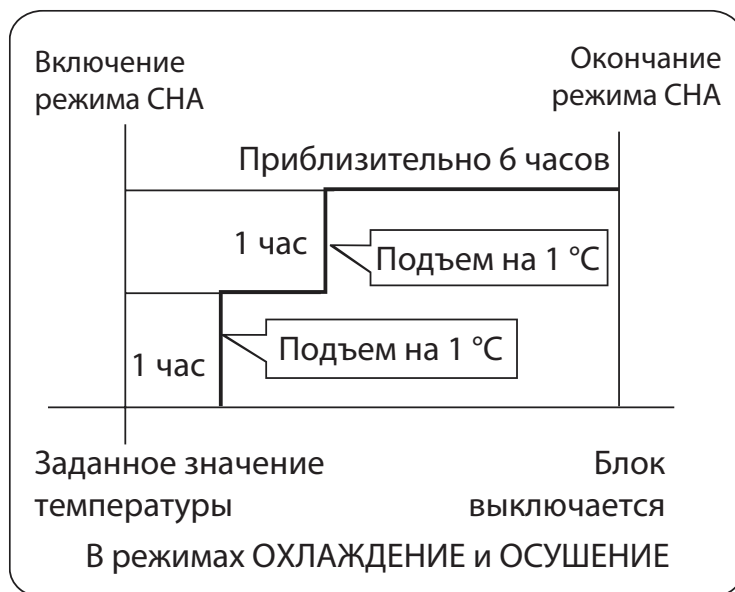 Включение
режима СНА
Окончание
режима СНА
Приблизительно 6 часов
1 час
Подъем на 1 °C
1 час
Подъем на 1 °C
Заданное значение
температуры
Блок
выключается
В режимах ОХЛАЖДЕНИЕ и ОСУШЕНИЕ